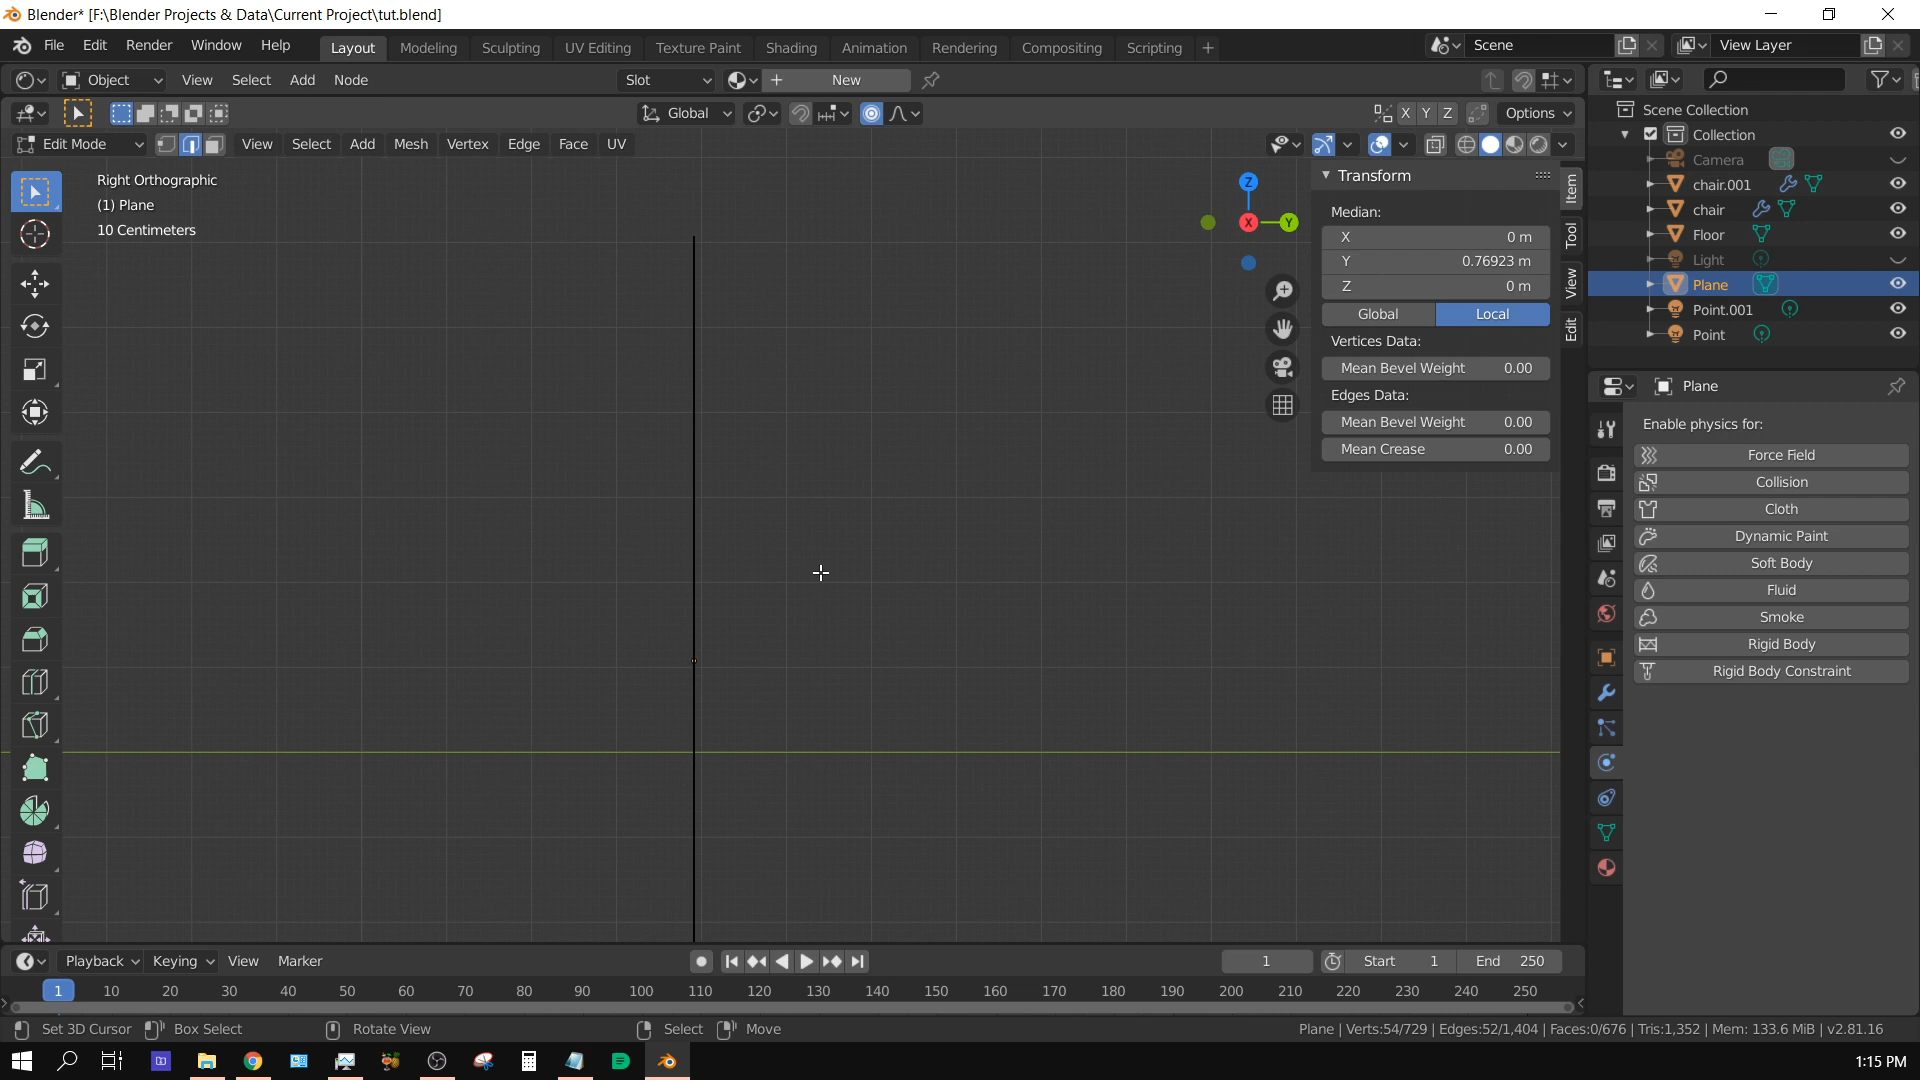 Blender* [F:\Blender Projects & Data\Current Project\tut.blend]
File Edit Render Window Help Layout Modeling Sculpting UV Editing Texture Paint Shading Animation Rendering Compositing Scripting + Scene View Layer
Object View Select Add Node Slot New
Global X Y Z Options
Edit Mode View Select Add Mesh Vertex Edge Face UV
Right Orthographic
(1) Plane
10 Centimeters
Z
X
Y
Transform
Median:
X 0 m
Y 0.76923 m
Z 0 m
Global Local
Vertices Data:
Mean Bevel Weight 0.00
Edges Data:
Mean Bevel Weight 0.00
Mean Crease 0.00
Item
Tool
View
Edit
Scene Collection
Collection
Camera
chair.001
chair
Floor
Light
Plane
Point.001
Point
Plane
Enable physics for:
Force Field
Collision
Cloth
Dynamic Paint
Soft Body
Fluid
Smoke
Rigid Body
Rigid Body Constraint
Playback Keying View Marker 1 Start 1 End 250
1 10 20 30 40 50 60 70 80 90 100 110 120 130 140 150 160 170 180 190 200 210 220 230 240 250
Set 3D Cursor Box Select Rotate View Select Move Plane | Verts:54/729 | Edges:52/1,404 | Faces:0/676 | Tris:1,352 | Mem: 133.6 MiB | v2.81.16
1:15 PM